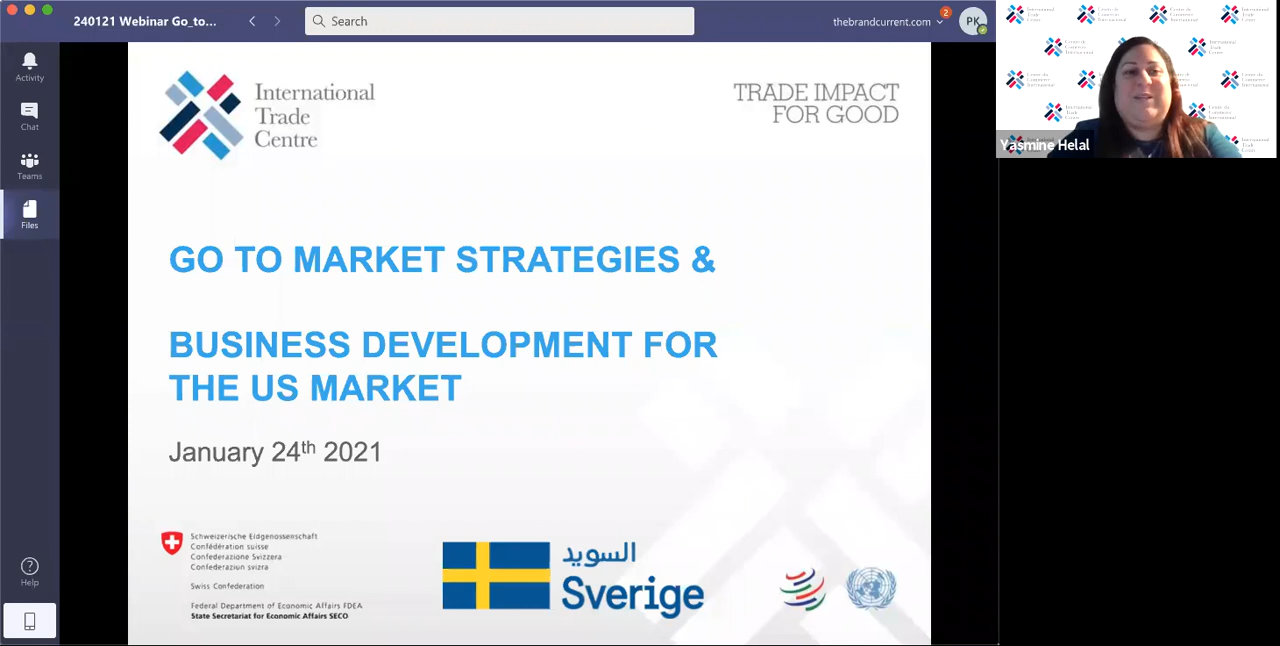 240121 Webinar Go_to...
Search
thebrandcurrent.com
2
PK
Activity
Chat
Teams
Files
Help
International
Trade
Centre
TRADE IMPACT
FOR GOOD
GO TO MARKET STRATEGIES &
BUSINESS DEVELOPMENT FOR
THE US MARKET
January 24th 2021
Schweizerische Eidgenossenschaft
Confédération suisse
Confederazione Svizzera
Confederaziun svizra
Swiss Confederation
Federal Department of Economic Affairs FDEA
State Secretariat for Economic Affairs SECO
السويد
Sverige
Yasmine Helal